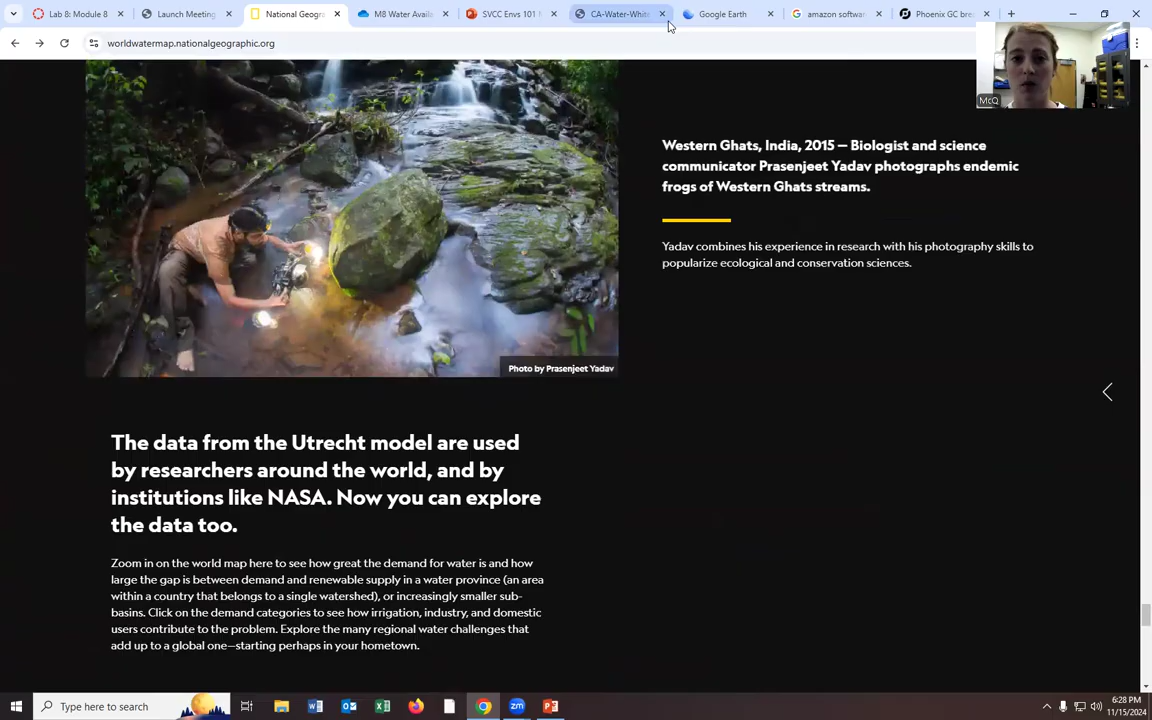 Lab 8: Module 8
Launch Meeting
National Geogra
M8 Water Availa
SVCC Envs 101
CA-Water-White
Google Earth
amazon softwar
Phoenix GC brea
worldwatermap.nationalgeographic.org
McQ
Western Ghats, India, 2015 — Biologist and science
communicator Prasenjeet Yadav photographs endemic
frogs of Western Ghats streams.
Yadav combines his experience in research with his photography skills to
popularize ecological and conservation sciences.
Photo by Prasenjeet Yadav
The data from the Utrecht model are used
by researchers around the world, and by
institutions like NASA. Now you can explore
the data too.
Zoom in on the world map here to see how great the demand for water is and how
large the gap is between demand and renewable supply in a water province (an area
within a country that belongs to a single watershed), or increasingly smaller sub-
basins. Click on the demand categories to see how irrigation, industry, and domestic
users contribute to the problem. Explore the many regional water challenges that
add up to a global one—starting perhaps in your hometown.
Type here to search
zm
6:28 PM
11/15/2024